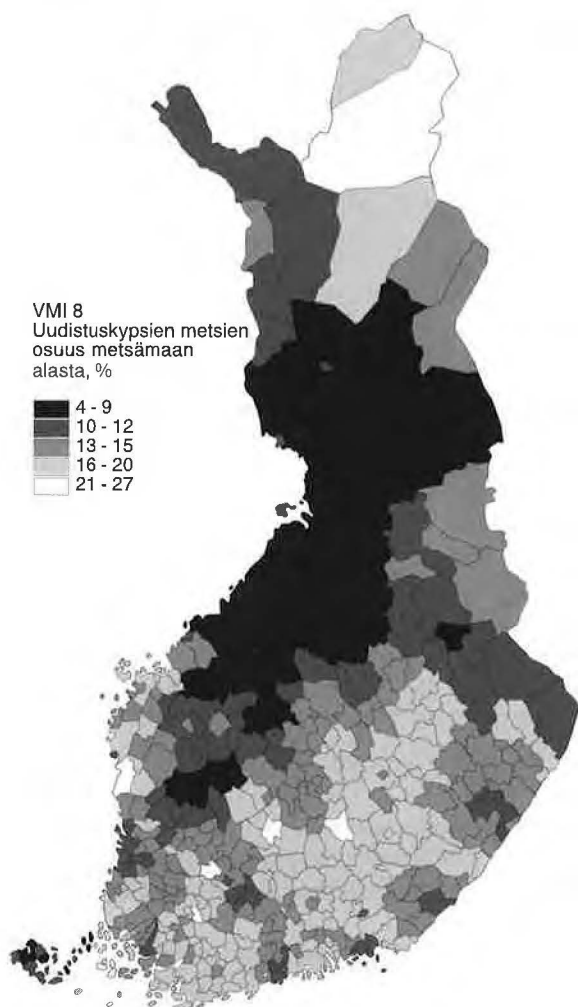 VMI 8
Uudistuskypsien metsien
osuus metsämaan
alasta, %
4 - 9
10 - 12
13 - 15
16 - 20
21 - 27